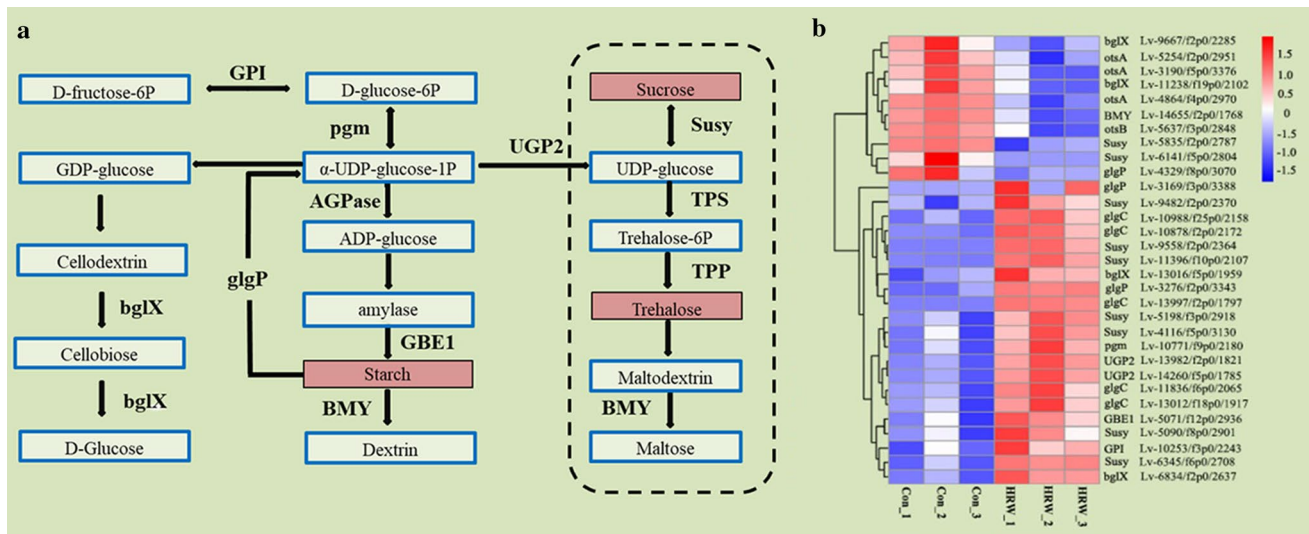 a
D-fructose-6P
GPI
D-glucose-6P
pgm
GDP-glucose
α-UDP-glucose-1P
UGP2
AGPase
ADP-glucose
Cellodextrin
glgP
bglX
amylase
GBE1
Cellobiose
Starch
bglX
BMY
D-Glucose
Dextrin
Sucrose
Susy
UDP-glucose
TPS
Trehalose-6P
TPP
Trehalose
Maltodextrin
BMY
Maltose
b
bglX Lv-9667/f2p0/2285
otsA Lv-5254/f2p0/2951
otsA Lv-3190/f5p0/3376
bglX Lv-11238/f19p0/2102
otsA Lv-4864/f4p0/2970
BMY Lv-14655/f2p0/1768
otsB Lv-5637/f3p0/2848
Susy Lv-5835/f2p0/2787
Susy Lv-6141/f5p0/2804
glgP Lv-4329/f8p0/3070
glgP Lv-3169/f3p0/3388
Susy Lv-9482/f2p0/2370
glgC Lv-10988/f25p0/2158
glgC Lv-10878/f2p0/2172
Susy Lv-9558/f2p0/2364
Susy Lv-11396/f10p0/2107
bglX Lv-13016/f5p0/1959
glgP Lv-3276/f2p0/3343
glgC Lv-13997/f2p0/1797
Susy Lv-5198/f3p0/2918
Susy Lv-4116/f5p0/3130
pgm Lv-10771/f9p0/2180
UGP2 Lv-13982/f2p0/1821
UGP2 Lv-14260/f5p0/1785
glgC Lv-11836/f6p0/2065
glgC Lv-13012/f18p0/1917
GBE1 Lv-5071/f12p0/2936
Susy Lv-5090/f8p0/2901
GPI Lv-10253/f3p0/2243
Susy Lv-6345/f6p0/2708
bglX Lv-6834/f2p0/2637
Con_1
Con_2
Con_3
HRW_1
HRW_2
HRW_3
1.5
1.0
0.5
0
-0.5
-1.0
-1.5